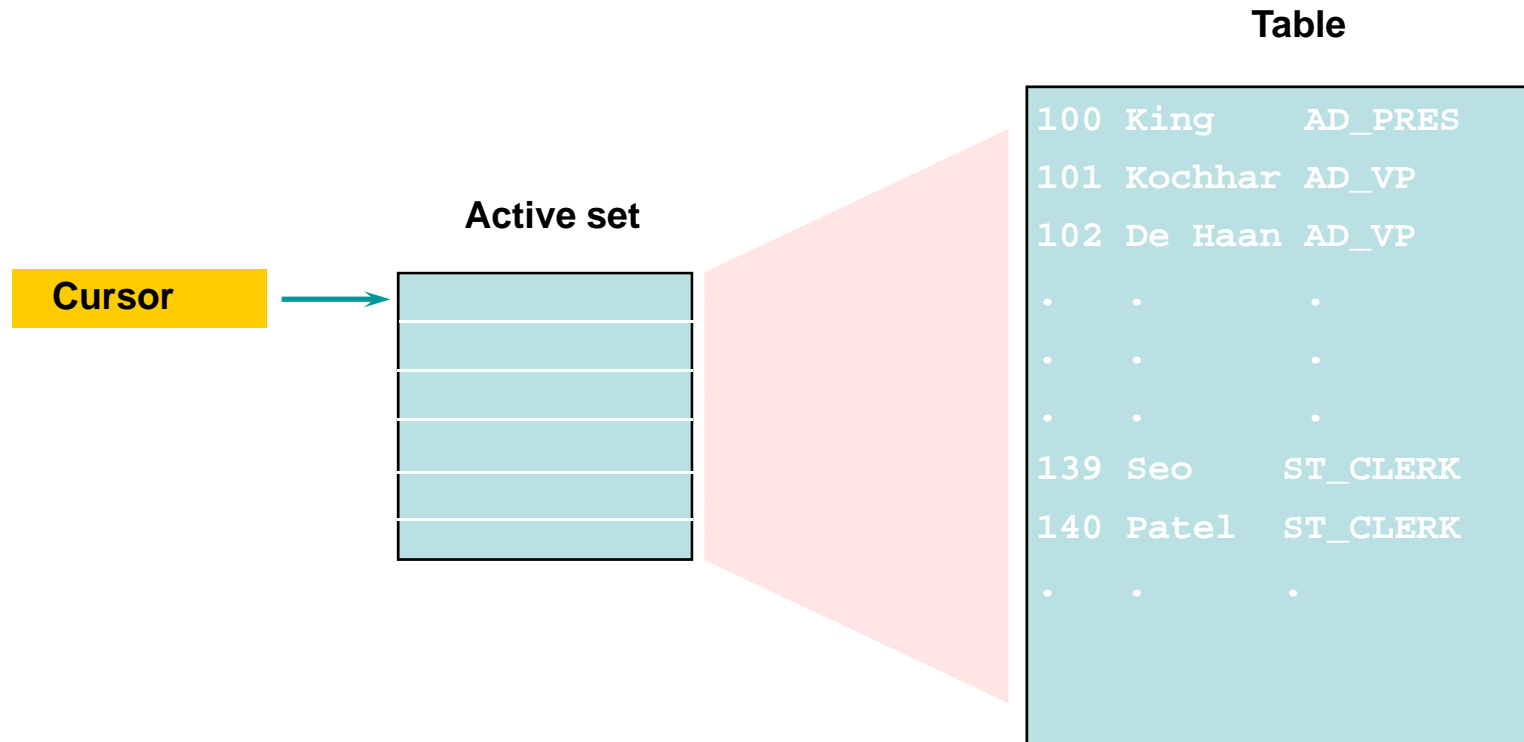 Table
100 King AD_PRES
101 Kochhar AD_VP
Active set
102 De Haan AD_VP
Cursor
. . .
. . .
. . .
139 Seo ST_CLERK
140 Patel ST_CLERK
. . .